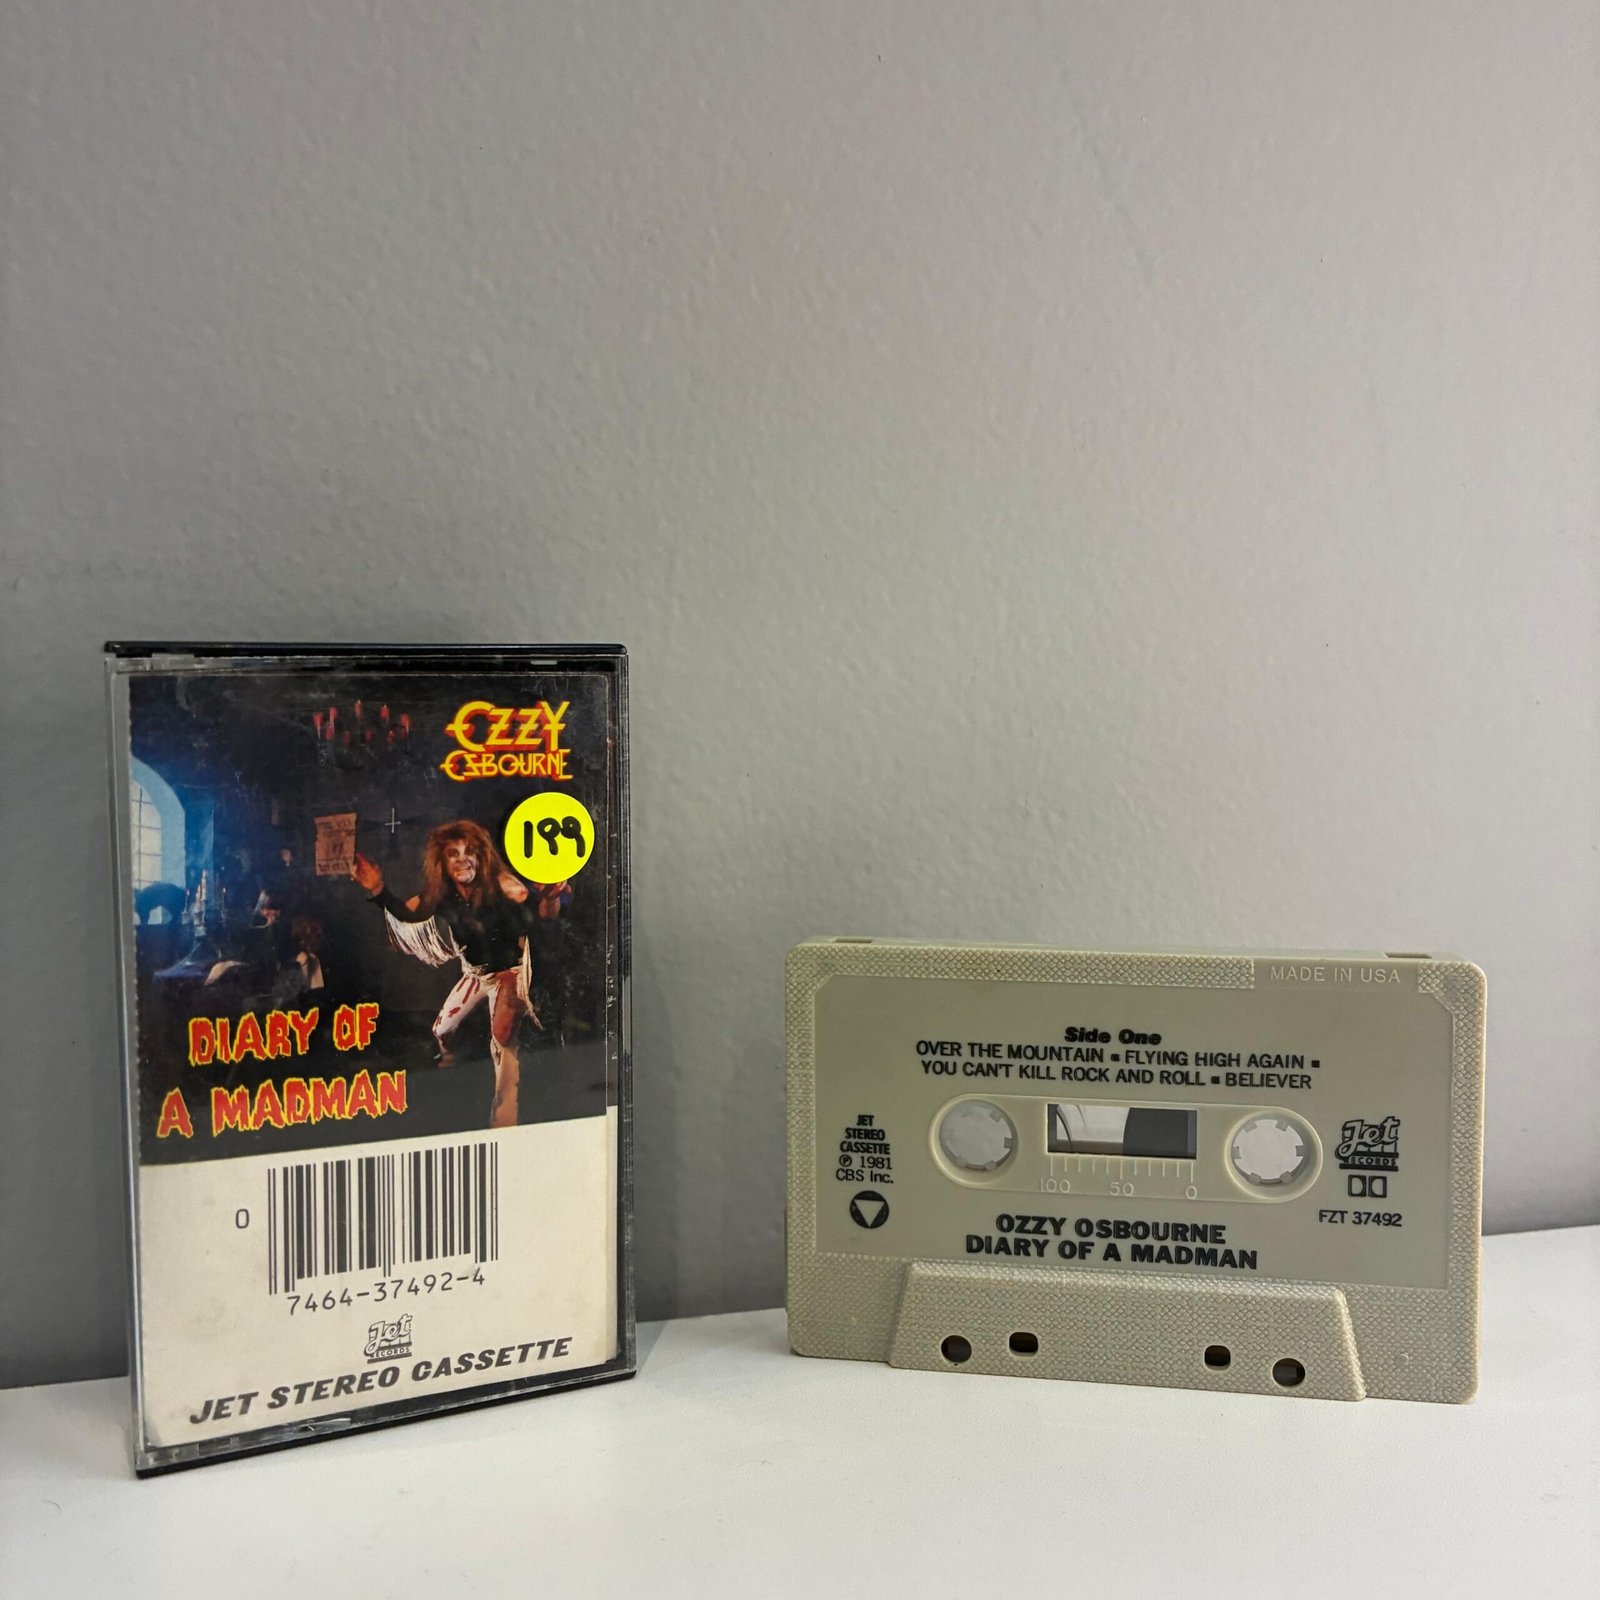 OZZY
OSBOURNE
199
DIARY OF
A MADMAN
0
7464-37492-4
Jet
RECORDS
JET STEREO CASSETTE
MADE IN USA
Side One
OVER THE MOUNTAIN ▪ FLYING HIGH AGAIN ▪
YOU CAN'T KILL ROCK AND ROLL ▪ BELIEVER
JET
STEREO
CASSETTE
℗ 1981
CBS Inc.
100 50 0
Jet
RECORDS
FZT 37492
OZZY OSBOURNE
DIARY OF A MADMAN